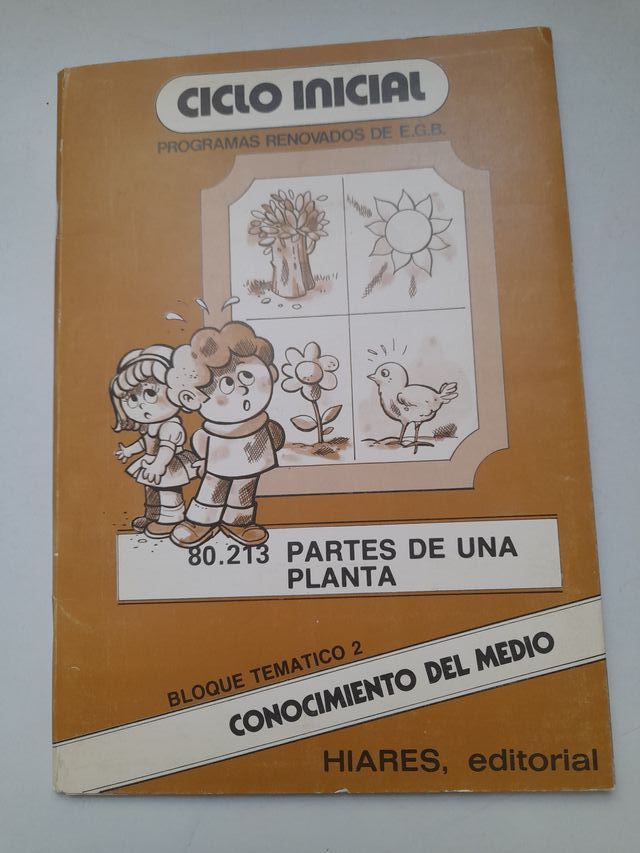 CICLO INICIAL
PROGRAMAS RENOVADOS DE E.G.B.
80.213 PARTES DE UNA
PLANTA
BLOQUE TEMATICO 2
CONOCIMIENTO DEL MEDIO
HIARES, editorial